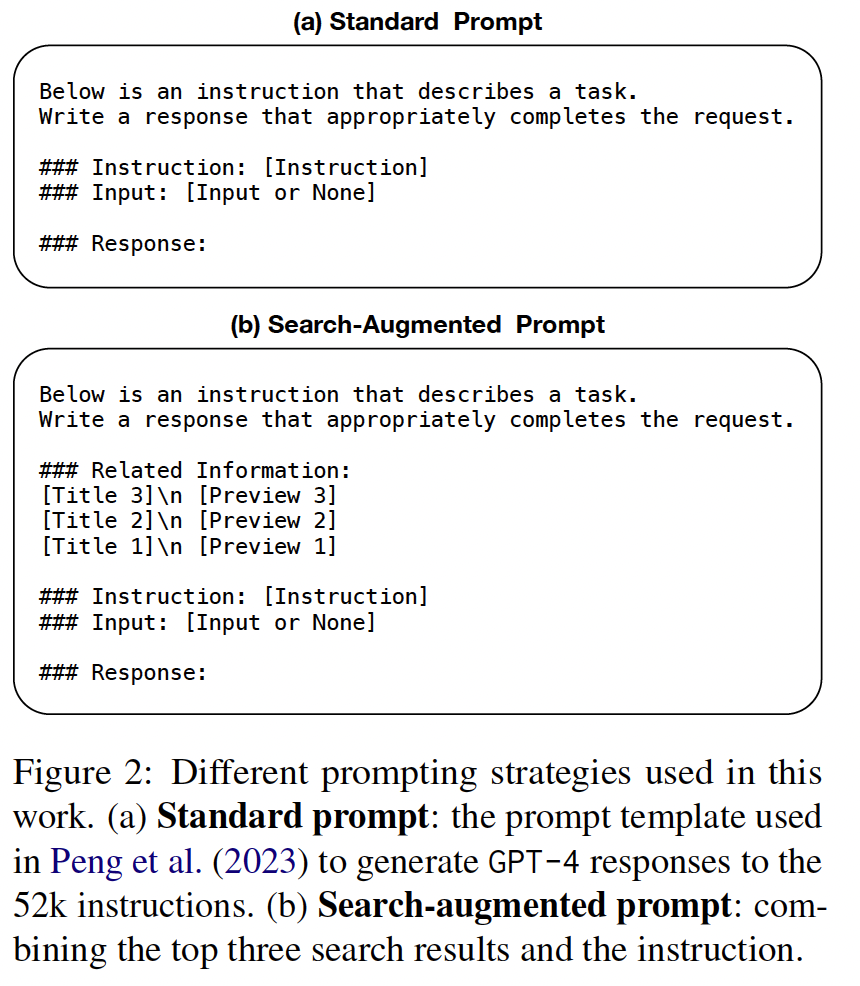 (a) Standard Prompt
Below is an instruction that describes a task.
Write a response that appropriately completes the request.
### Instruction: [Instruction]
### Input: [Input or None]
### Response:
(b) Search-Augmented Prompt
Below is an instruction that describes a task.
Write a response that appropriately completes the request.
### Related Information:
[Title 3]\n [Preview 3]
[Title 2]\n [Preview 2]
[Title 1]\n [Preview 1]
### Instruction: [Instruction]
### Input: [Input or None]
### Response:
Figure 2: Different prompting strategies used in this
work. (a) Standard prompt: the prompt template used
in Peng et al. (2023) to generate GPT-4 responses to the
52k instructions. (b) Search-augmented prompt: com-
bining the top three search results and the instruction.